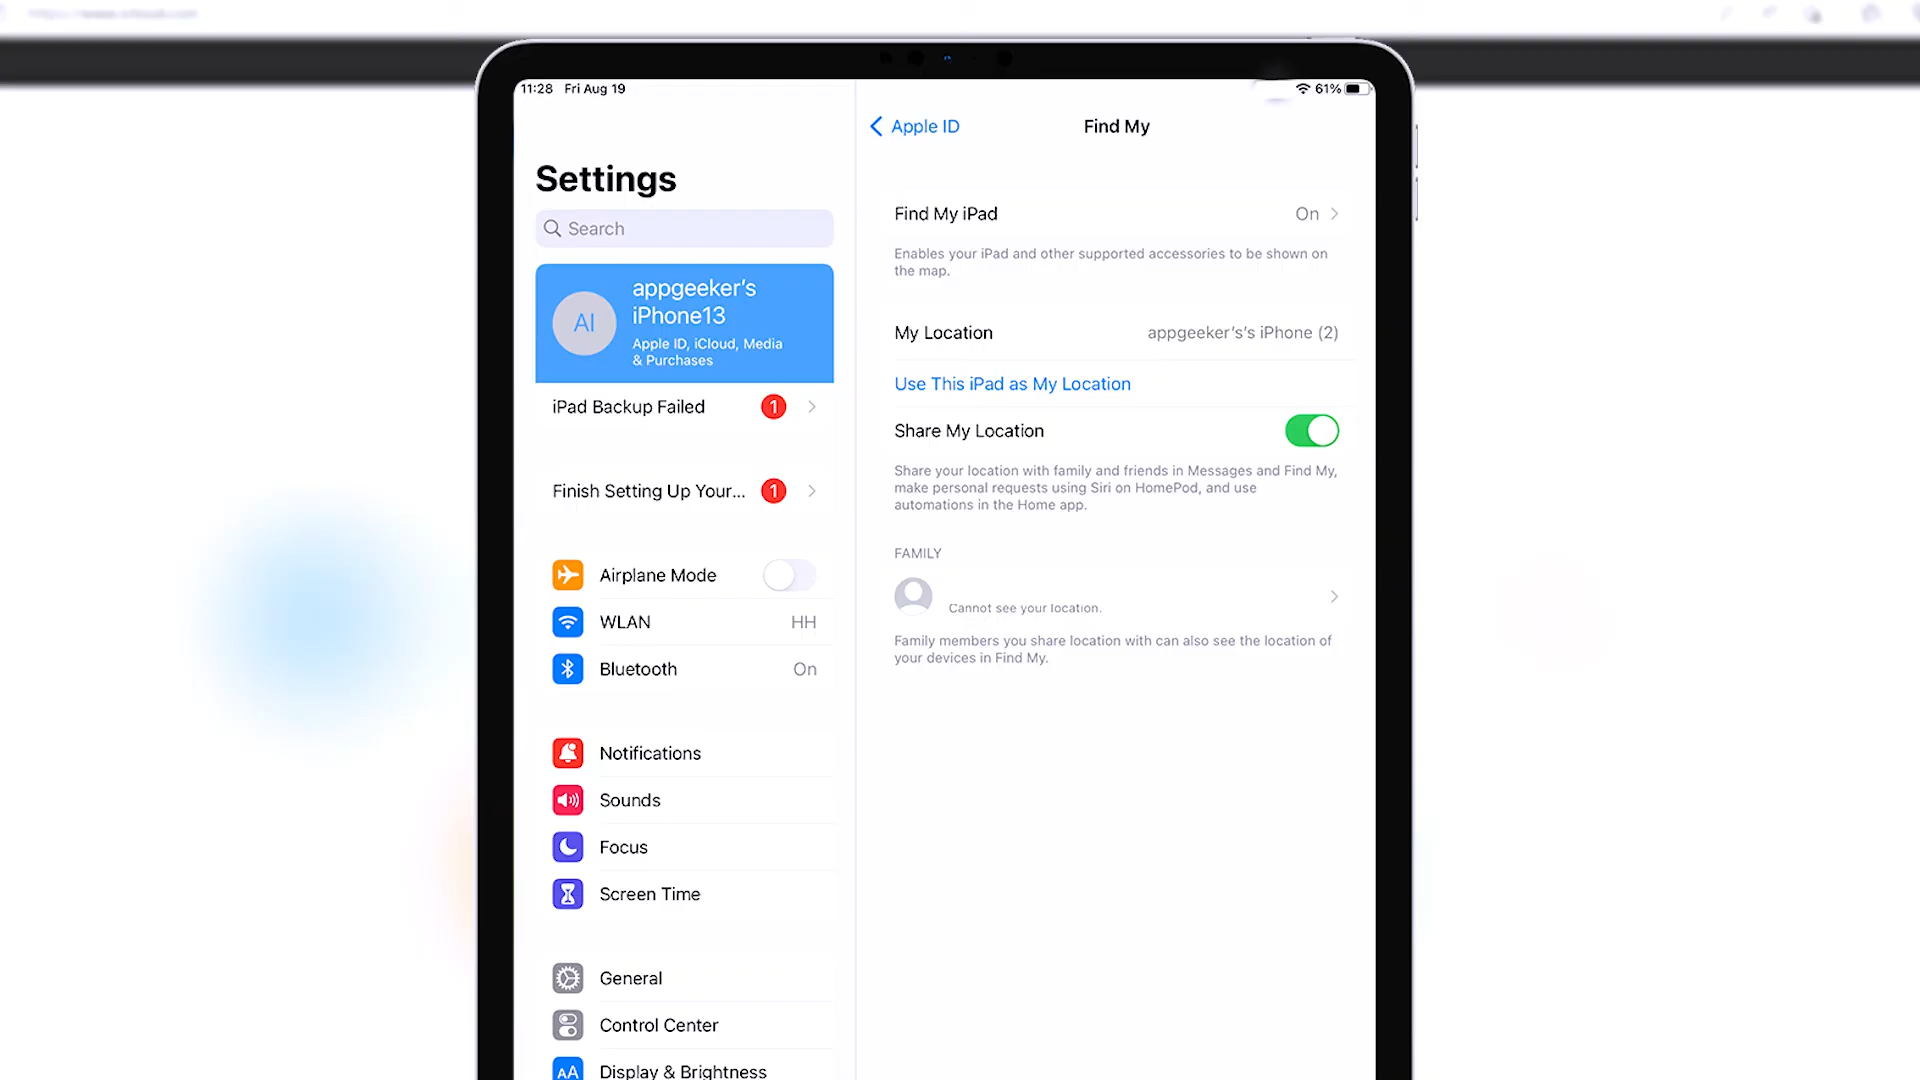 11:28 Fri Aug 19
61%
Settings
Search
AI
appgeeker’s
iPhone13
Apple ID, iCloud, Media
& Purchases
iPad Backup Failed 1
Finish Setting Up Your... 1
Airplane Mode
WLAN HH
Bluetooth On
Notifications
Sounds
Focus
Screen Time
General
Control Center
AA Display & Brightness
Apple ID
Find My
Find My iPad On
Enables your iPad and other supported accessories to be shown on
the map.
My Location appgeeker’s’s iPhone (2)
Use This iPad as My Location
Share My Location
Share your location with family and friends in Messages and Find My,
make personal requests using Siri on HomePod, and use
automations in the Home app.
FAMILY
Cannot see your location.
Family members you share location with can also see the location of
your devices in Find My.